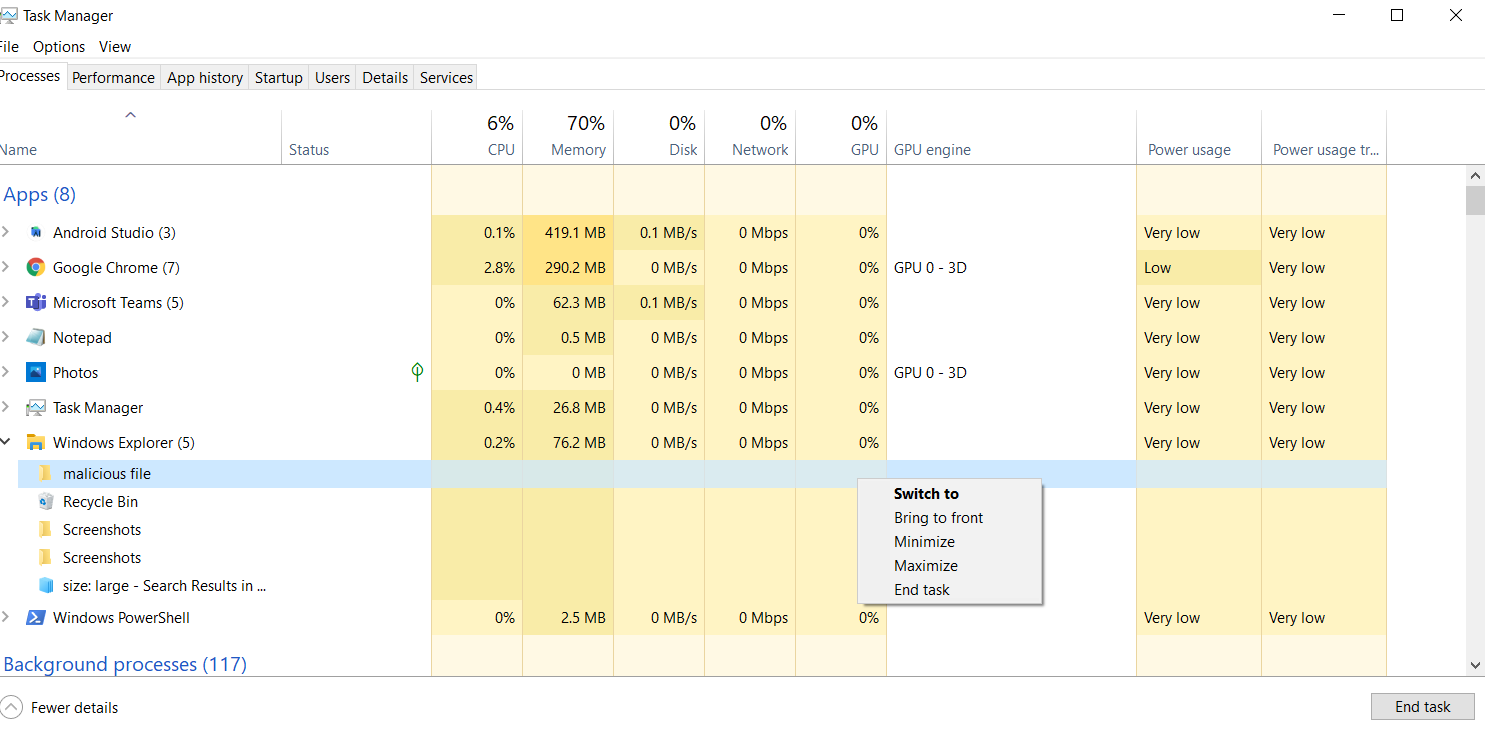 Task Manager
File Options View
Processes Performance App history Startup Users Details Services
6% 70% 0% 0% 0%
Name Status CPU Memory Disk Network GPU GPU engine Power usage Power usage tr...
Apps (8)
Android Studio (3) 0.1% 419.1 MB 0.1 MB/s 0 Mbps 0% Very low Very low
Google Chrome (7) 2.8% 290.2 MB 0 MB/s 0 Mbps 0% GPU 0 - 3D Low Very low
Microsoft Teams (5) 0% 62.3 MB 0.1 MB/s 0 Mbps 0% Very low Very low
Notepad 0% 0.5 MB 0 MB/s 0 Mbps 0% Very low Very low
Photos 0% 0 MB 0 MB/s 0 Mbps 0% GPU 0 - 3D Very low Very low
Task Manager 0.4% 26.8 MB 0 MB/s 0 Mbps 0% Very low Very low
Windows Explorer (5) 0.2% 76.2 MB 0 MB/s 0 Mbps 0% Very low Very low
malicious file
Recycle Bin
Screenshots
Screenshots
size: large - Search Results in ...
Switch to
Bring to front
Minimize
Maximize
End task
Windows PowerShell 0% 2.5 MB 0 MB/s 0 Mbps 0% Very low Very low
Background processes (117)
Fewer details End task